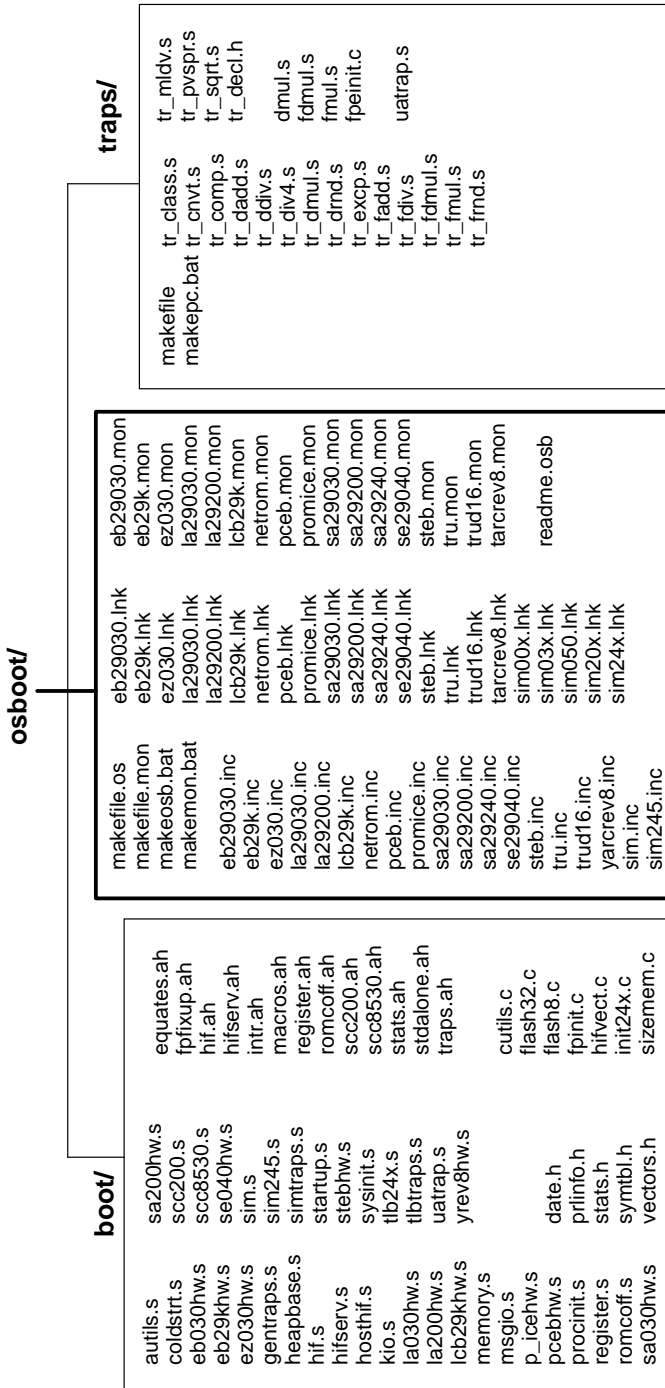 osboot/
boot/
autils.s
coldstrt.s
eb030hw.s
eb29khw.s
ez030hw.s
gentraps.s
heapbase.s
hif.s
hifserv.s
hosthif.s
kio.s
la030hw.s
la200hw.s
lcb29khw.s
memory.s
msgio.s
p_icehw.s
pcebhw.s
procinit.s
register.s
romcoff.s
sa030hw.s
sa200hw.s
scc200.s
scc8530.s
se040hw.s
sim.s
sim245.s
simtraps.s
startup.s
stebhw.s
sysinit.s
tlb24x.s
tlbtraps.s
uatrap.s
yrev8hw.s
date.h
prlinfo.h
stats.h
symtbl.h
vectors.h
equates.ah
fpfixup.ah
hif.ah
hifserv.ah
intr.ah
macros.ah
register.ah
romcoff.ah
scc200.ah
scc8530.ah
stats.ah
stdalone.ah
traps.ah
cutils.c
flash32.c
flash8.c
fpinit.c
hifvect.c
init24x.c
sizemem.c
makefile.os
makefile.mon
makeosb.bat
makemon.bat
eb29030.inc
eb29k.inc
ez030.inc
la29030.inc
la29200.inc
lcb29k.inc
netrom.inc
pceb.inc
promice.inc
sa29030.inc
sa29200.inc
sa29240.inc
se29040.inc
steb.inc
tru.inc
trud16.inc
yarcrev8.inc
sim.inc
sim245.inc
eb29030.lnk
eb29k.lnk
ez030.lnk
la29030.lnk
la29200.lnk
lcb29k.lnk
netrom.lnk
pceb.lnk
promice.lnk
sa29030.lnk
sa29200.lnk
sa29240.lnk
se29040.lnk
steb.lnk
tru.lnk
trud16.lnk
tarcrev8.lnk
sim00x.lnk
sim03x.lnk
sim050.lnk
sim20x.lnk
sim24x.lnk
eb29030.mon
eb29k.mon
ez030.mon
la29030.mon
la29200.mon
lcb29k.mon
netrom.mon
pceb.mon
promice.mon
sa29030.mon
sa29200.mon
sa29240.mon
se29040.mon
steb.mon
tru.mon
trud16.mon
tarcrev8.mon
readme.osb
traps/
makefile
makepc.bat
tr_class.s
tr_cnvt.s
tr_comp.s
tr_dadd.s
tr_ddiv.s
tr_div4.s
tr_dmul.s
tr_drnd.s
tr_excp.s
tr_fadd.s
tr_fdiv.s
tr_fdmul.s
tr_fmul.s
tr_frnd.s
tr_mldv.s
tr_pvspr.s
tr_sqrt.s
tr_decl.h
dmul.s
fdmul.s
fmul.s
fpeinit.c
uatrap.s